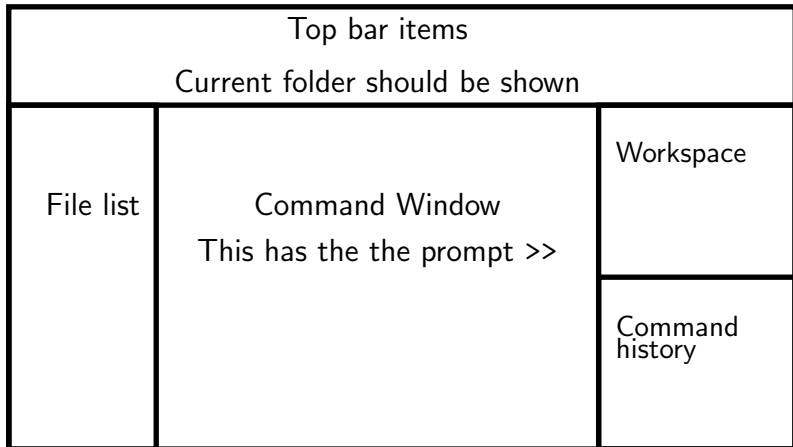 Top bar items
Current folder should be shown
File list
Command Window
This has the the prompt >>
Workspace
Command
history